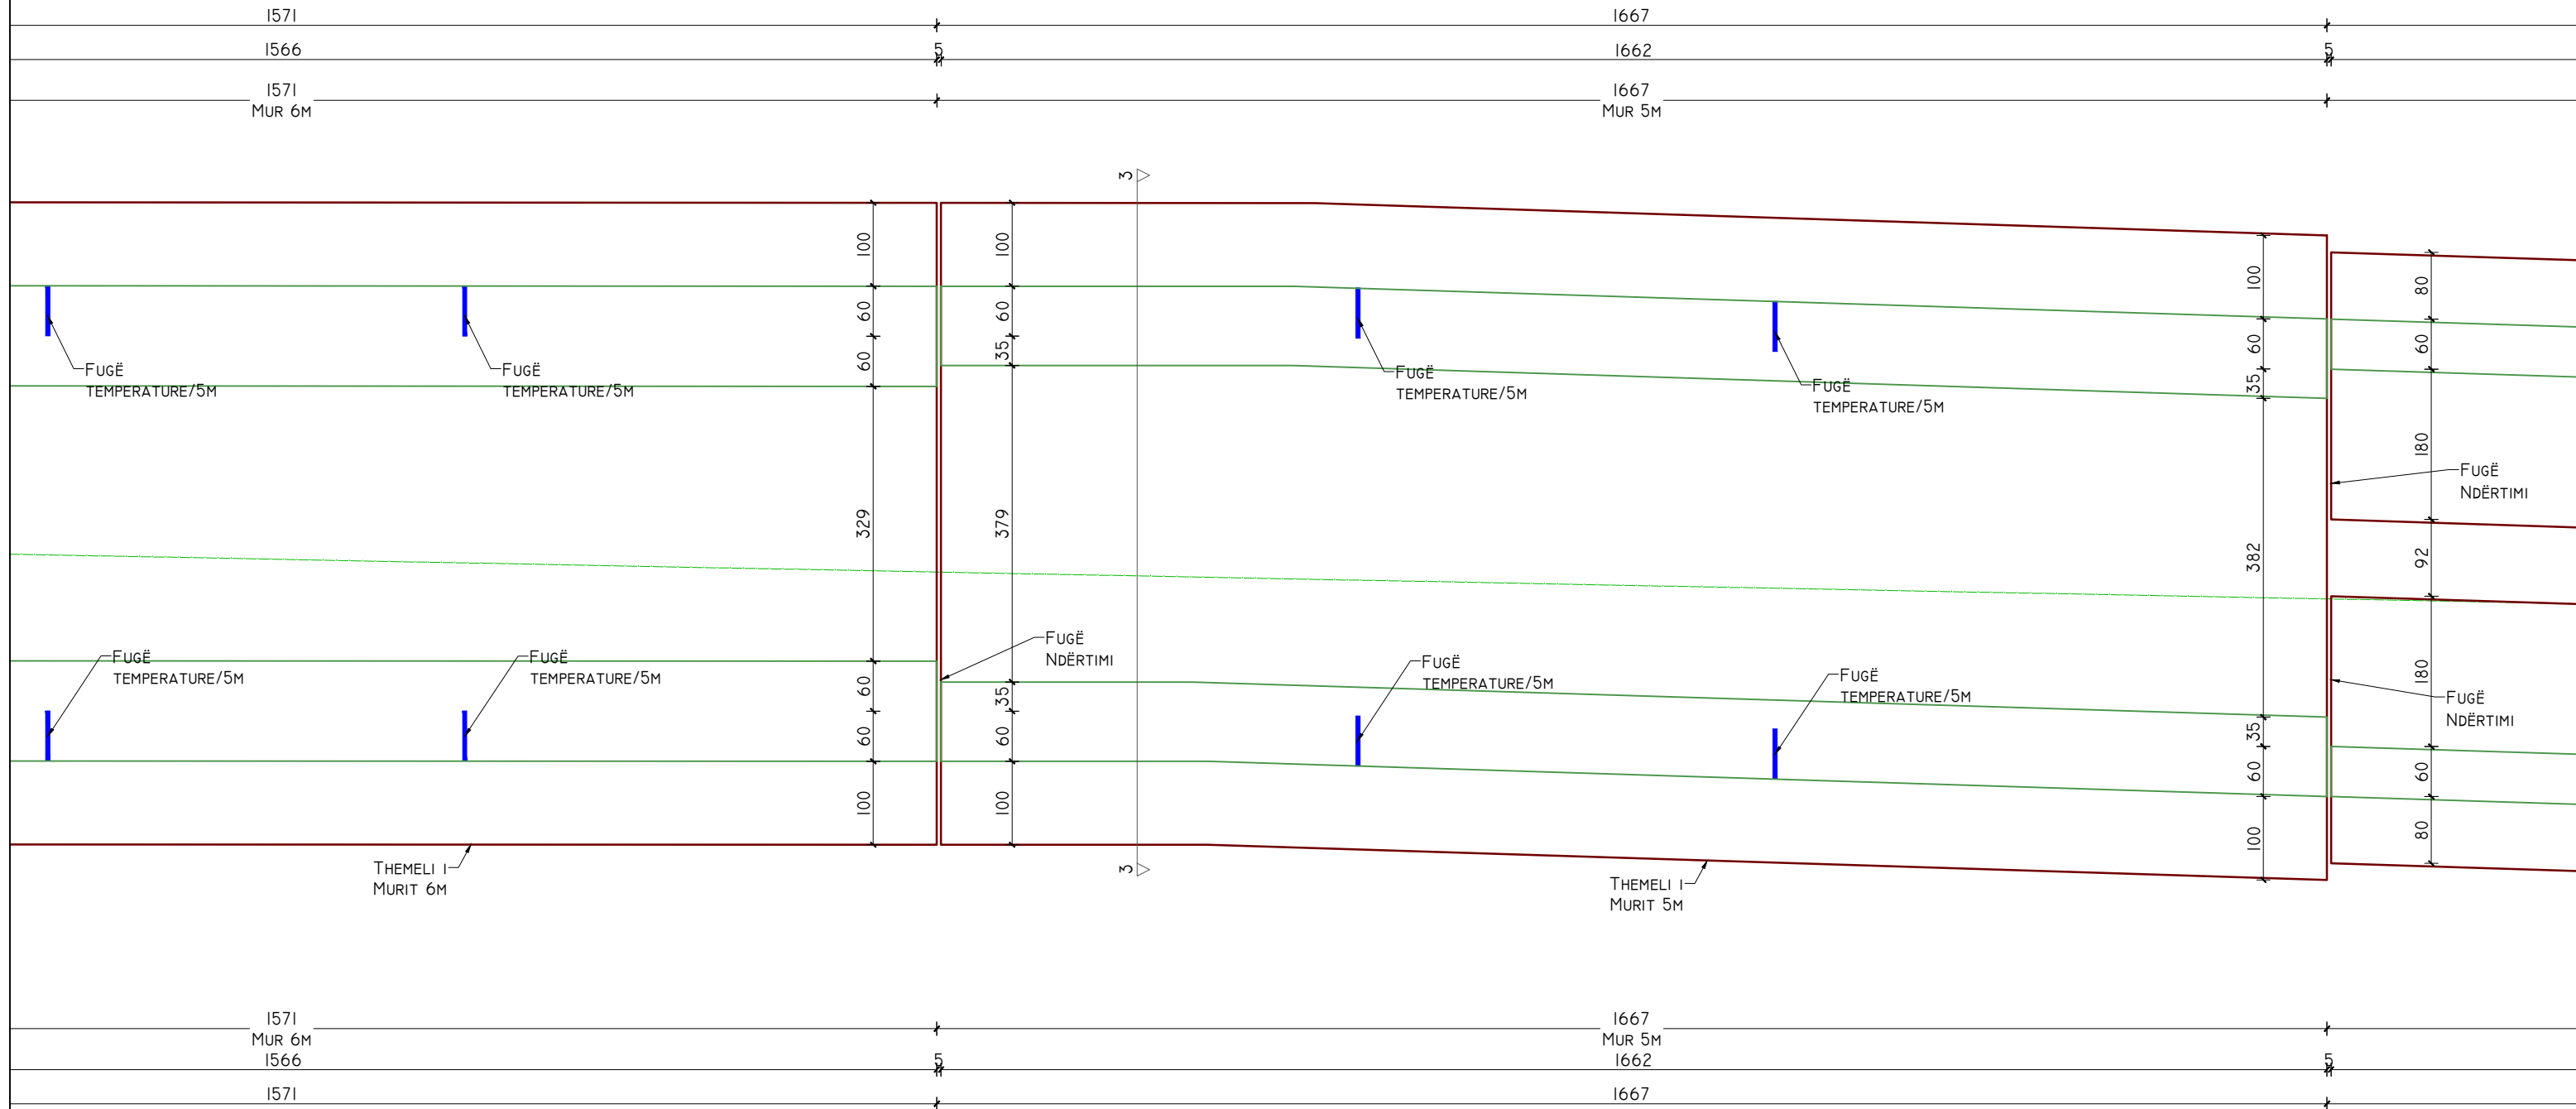 1571
1667
1566
5
1662
5
1571
MUR 6M
1667
MUR 5M
3
100
60
60
329
60
60
100
100
60
35
379
35
60
100
100
60
35
382
35
60
100
80
60
180
92
180
60
80
FUGË
TEMPERATURE/5M
FUGË
TEMPERATURE/5M
FUGË
TEMPERATURE/5M
FUGË
TEMPERATURE/5M
FUGË
NDËRTIMI
FUGË
NDËRTIMI
FUGË
TEMPERATURE/5M
FUGË
TEMPERATURE/5M
FUGË
TEMPERATURE/5M
FUGË
TEMPERATURE/5M
FUGË
NDËRTIMI
3
THEMELI I
MURIT 6M
THEMELI I
MURIT 5M
1571
MUR 6M
1667
MUR 5M
1566
5
1662
5
1571
1667